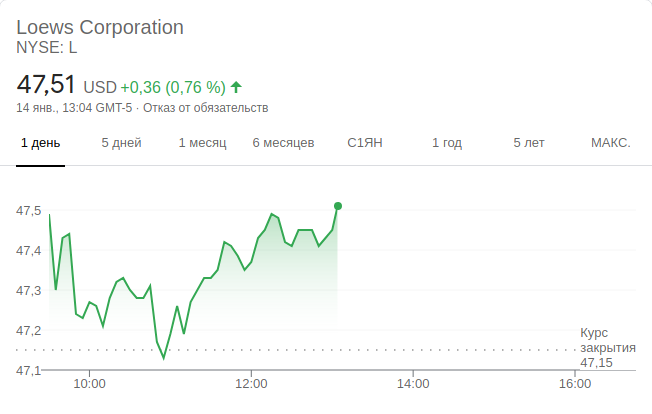 Loews Corporation
NYSE: L
47,51 USD +0,36 (0,76 %)
14 янв., 13:04 GMT-5 · Отказ от обязательств
1 день 5 дней 1 месяц 6 месяцев С1ЯН 1 год 5 лет МАКС.
47,5
47,4
47,3
47,2
47,1
Курс
закрытия
47,15
10:00 12:00 14:00 16:00